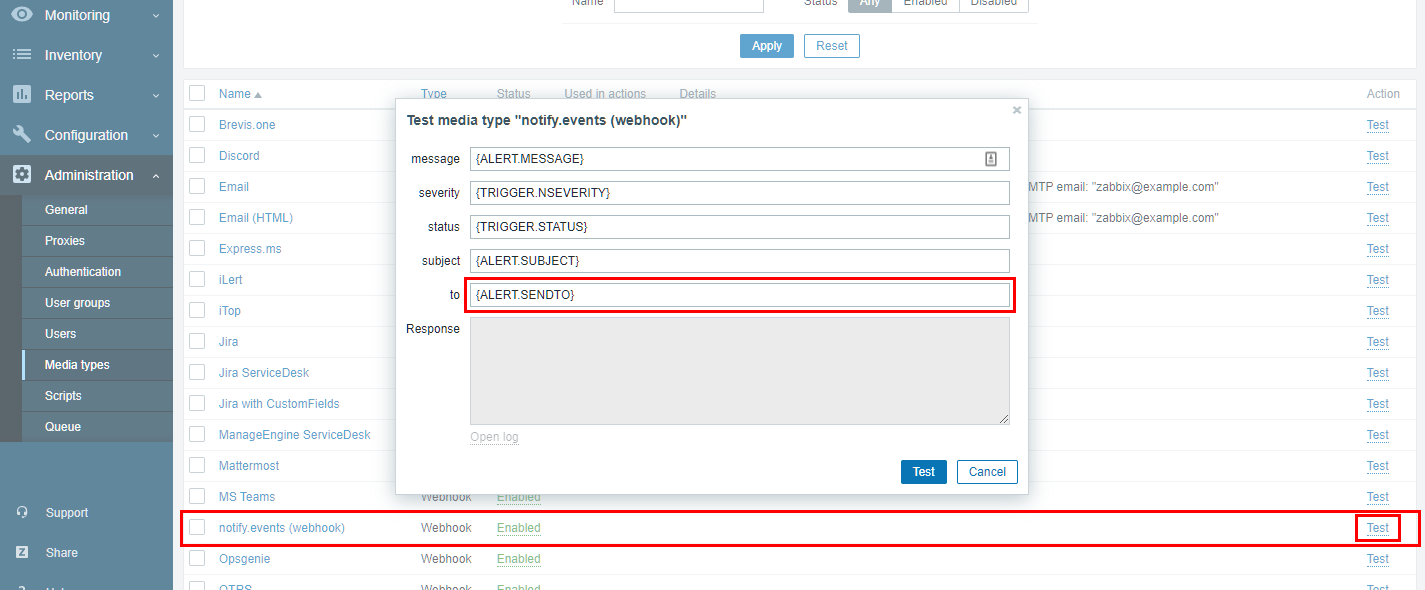 Monitoring
Inventory
Reports
Configuration
Administration
General
Proxies
Authentication
User groups
Users
Media types
Scripts
Queue
Support
Share
Name Status Any Enabled Disabled
Apply Reset
Name Type Status Used in actions Details Action
Brevis.one Test
Discord Test
Email MTP email: "zabbix@example.com" Test
Email (HTML) MTP email: "zabbix@example.com" Test
Express.ms Test
iLert Test
iTop Test
Jira Test
Jira ServiceDesk Test
Jira with CustomFields Test
ManageEngine ServiceDesk Test
Mattermost Test
MS Teams Webhook Enabled Test
notify.events (webhook) Webhook Enabled Test
Opsgenie Webhook Enabled Test
OTRS Webhook Enabled
Test media type "notify.events (webhook)"
message {ALERT.MESSAGE}
severity {TRIGGER.NSEVERITY}
status {TRIGGER.STATUS}
subject {ALERT.SUBJECT}
to {ALERT.SENDTO}
Response
Open log
Test Cancel